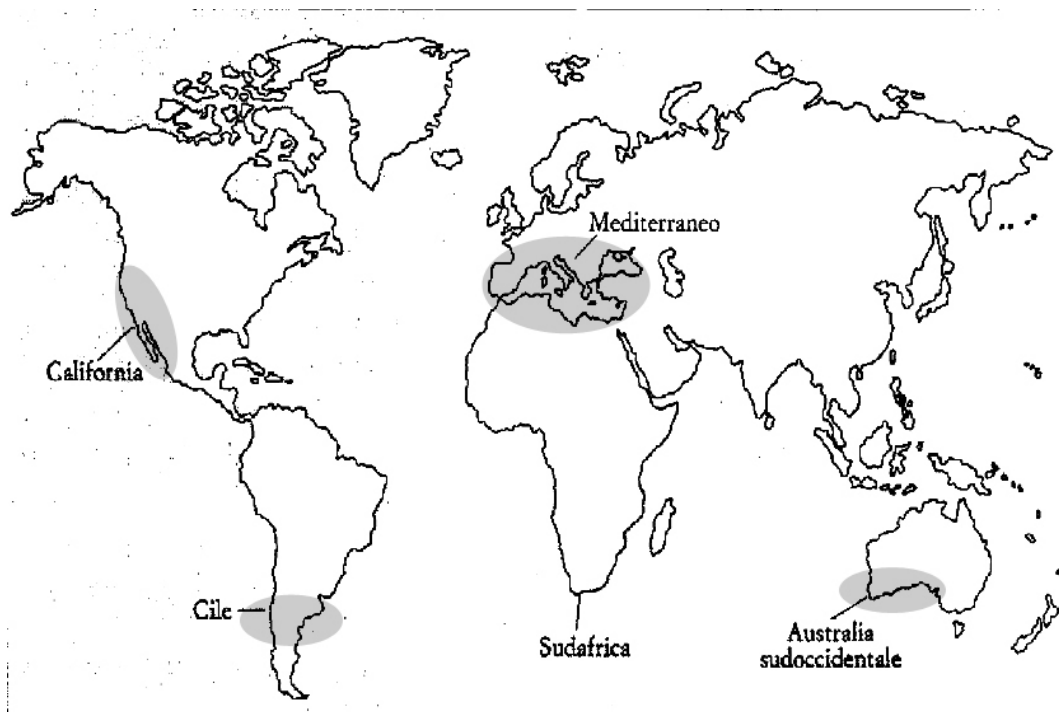 Mediterraneo
California
Cile
Sudafrica
Australia
sudoccidentale